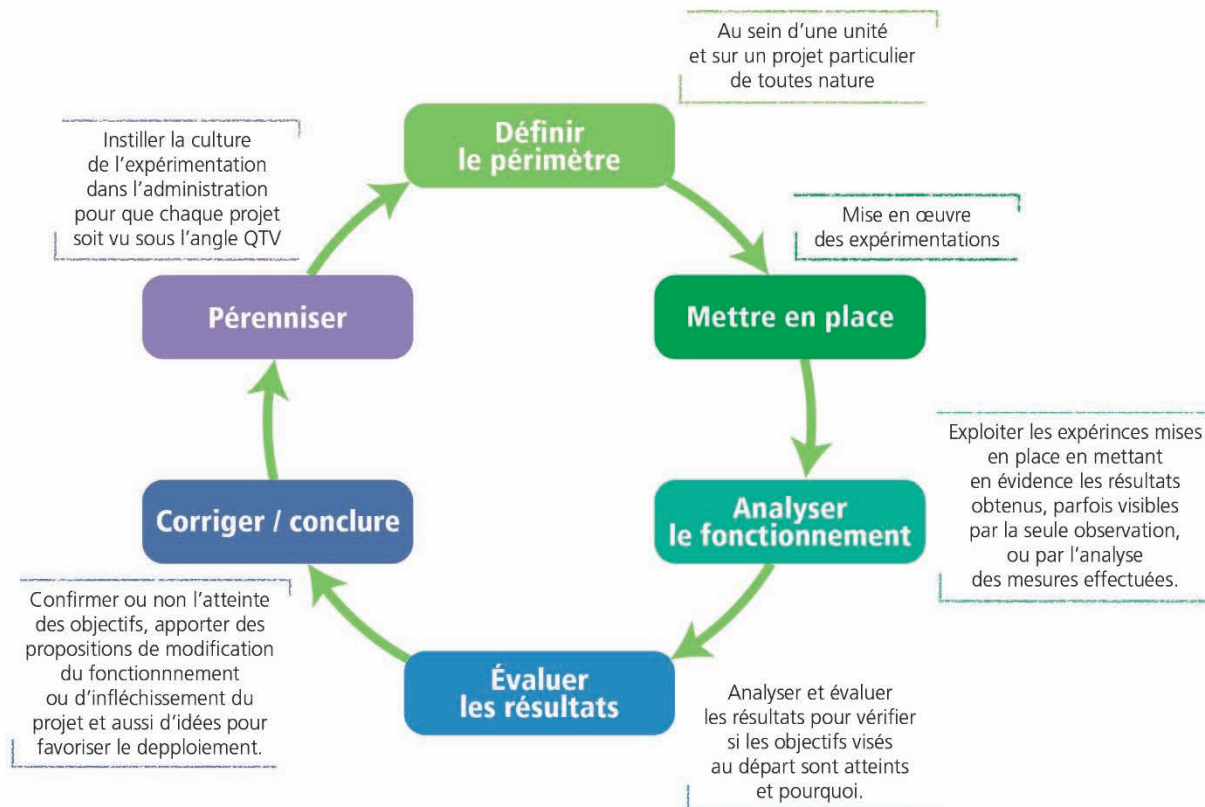 Au sein d'une unité
et sur un projet particulier
de toutes nature
Définir
le périmètre
Mise en œuvre
des expérimentations
Mettre en place
Exploiter les expérinces mises
en place en mettant
en évidence les résultats
obtenus, parfois visibles
par la seule observation,
ou par l'analyse
des mesures effectuées.
Analyser
le fonctionnement
Analyser et évaluer
les résultats pour vérifier
si les objectifs visés
au départ sont atteints
et pourquoi.
Évaluer
les résultats
Corriger / conclure
Confirmer ou non l'atteinte
des objectifs, apporter des
propositions de modification
du fonctionnnement
ou d'infléchissement du
projet et aussi d'idées pour
favoriser le depploiement.
Instiller la culture
de l'expérimentation
dans l'administration
pour que chaque projet
soit vu sous l'angle QTV
Pérenniser